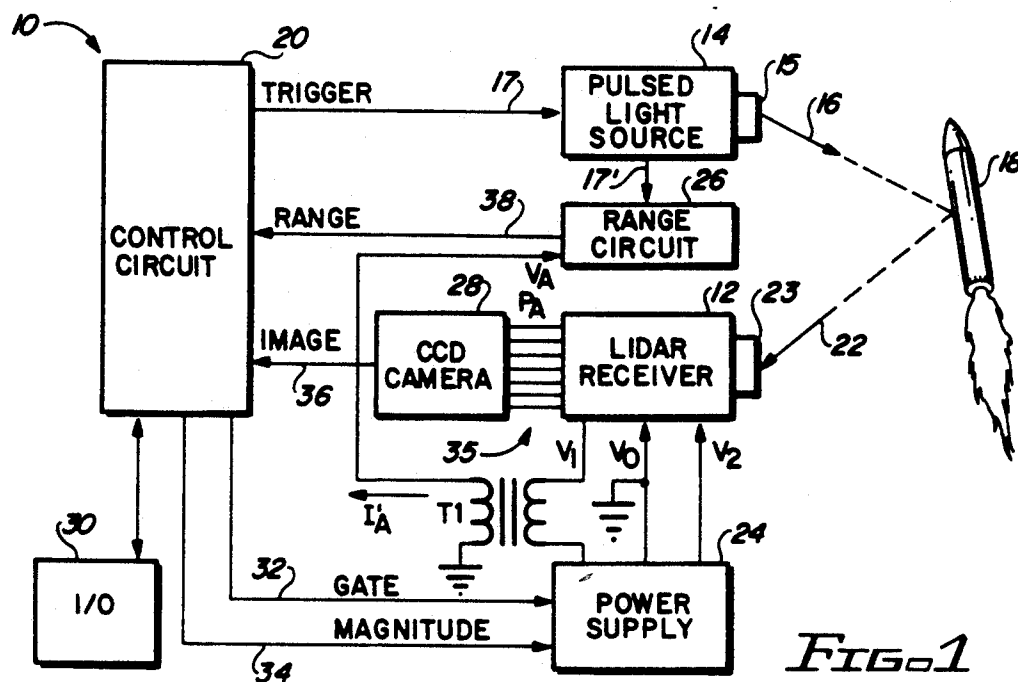 10
20
14
15
TRIGGER
17
PULSED
LIGHT
SOURCE
16
18
17'
26
RANGE
38
RANGE
CIRCUIT
CONTROL
CIRCUIT
VA
28
PA
12
23
IMAGE
36
CCD
CAMERA
LIDAR
RECEIVER
22
35
V1
V0
V2
I'A
T1
24
30
I/O
32
GATE
MAGNITUDE
34
POWER
SUPPLY
FIG.1